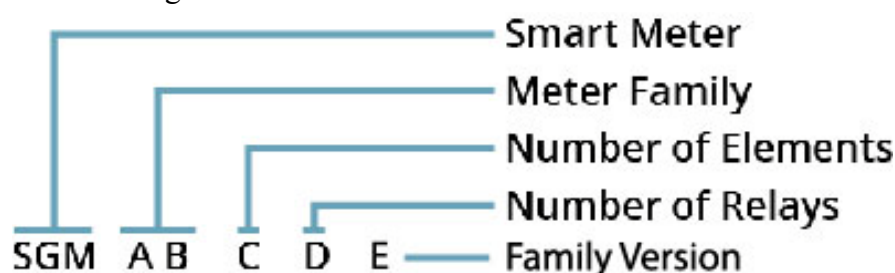 Smart Meter
Meter Family
Number of Elements
Number of Relays
SGM A B C D E Family Version